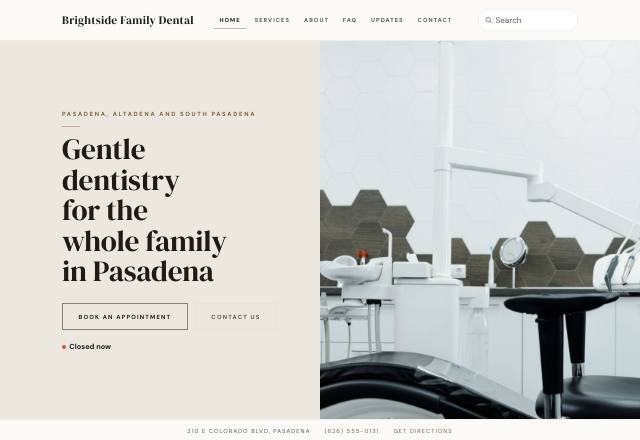 Brightside Family Dental
HOME SERVICES ABOUT FAQ UPDATES CONTACT
Search
PASADENA, ALTADENA AND SOUTH PASADENA
Gentle
dentistry
for the
whole family
in Pasadena
BOOK AN APPOINTMENT
CONTACT US
Closed now
210 E COLORADO BLVD, PASADENA (626) 555-0131 GET DIRECTIONS